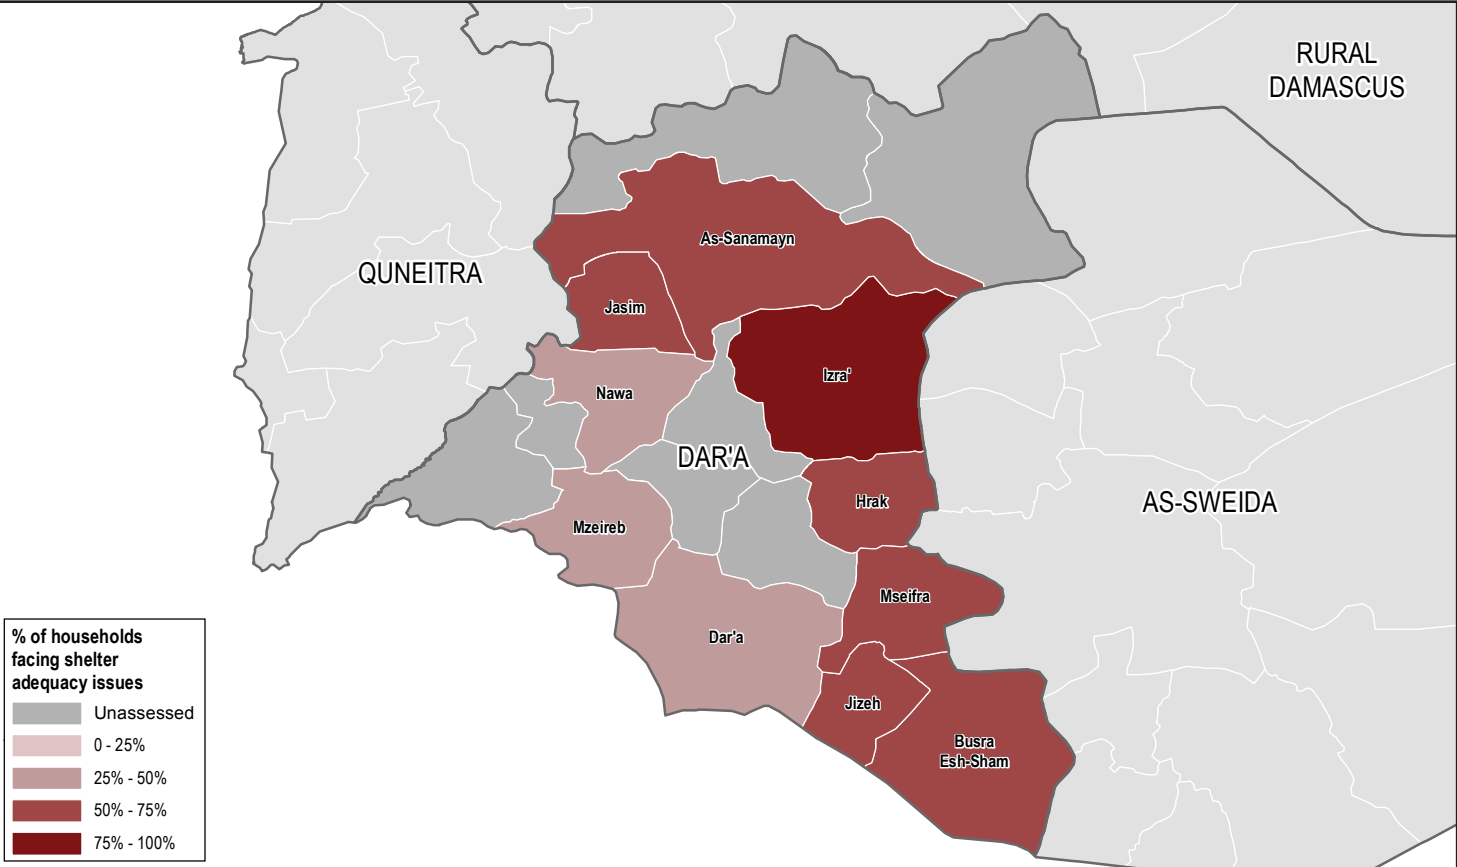 RURAL
DAMASCUS
As-Sanamayn
QUNEITRA
Jasim
Izra'
Nawa
DAR'A
Hrak
AS-SWEIDA
Mzeireb
Mseifra
Dar'a
Jizeh
Busra
Esh-Sham
% of households
facing shelter
adequacy issues
Unassessed
0 - 25%
25% - 50%
50% - 75%
75% - 100%